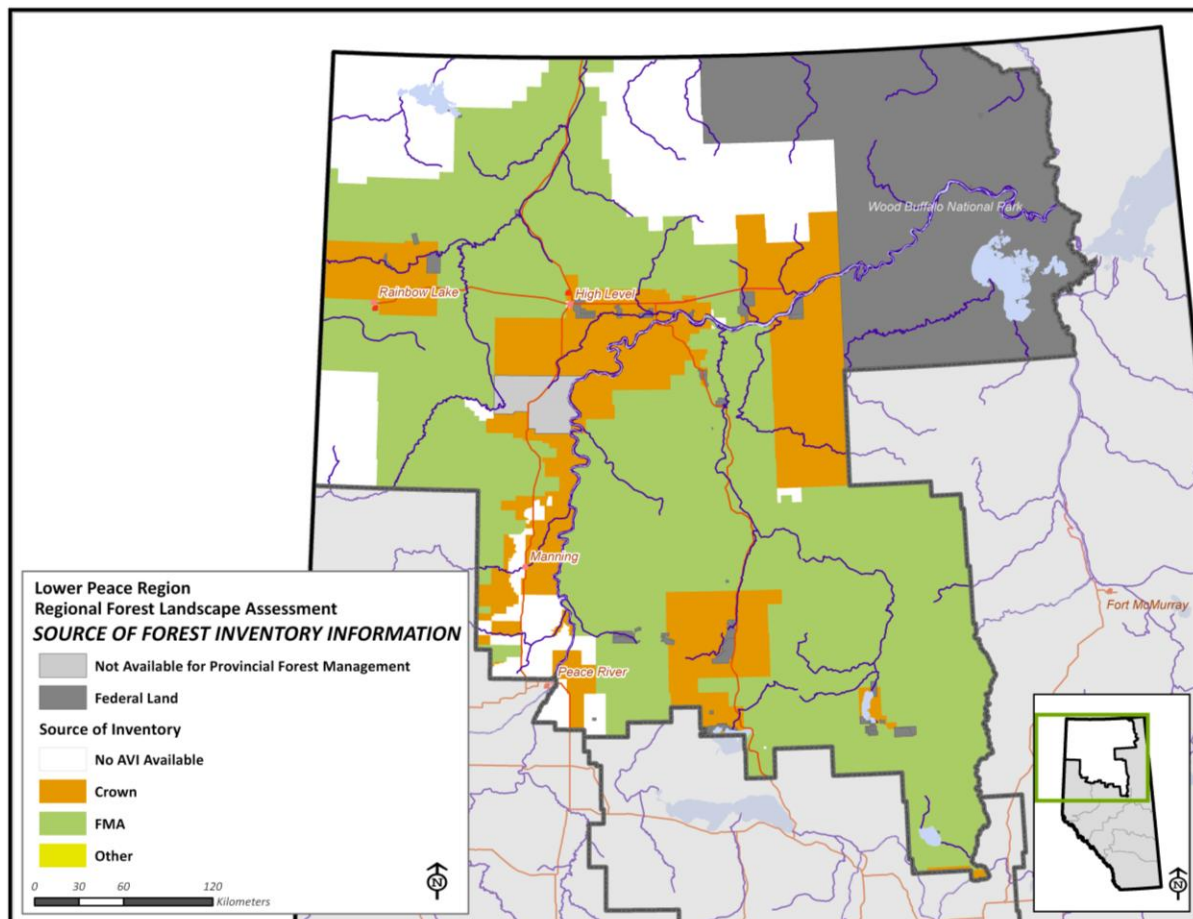 Wood Buffalo National Park
Rainbow Lake
High Level
Manning
Fort McMurray
Peace River
Lower Peace Region
Regional Forest Landscape Assessment
SOURCE OF FOREST INVENTORY INFORMATION
Not Available for Provincial Forest Management
Federal Land
Source of Inventory
No AVI Available
Crown
FMA
Other
0 30 60 120
Kilometers
N
N